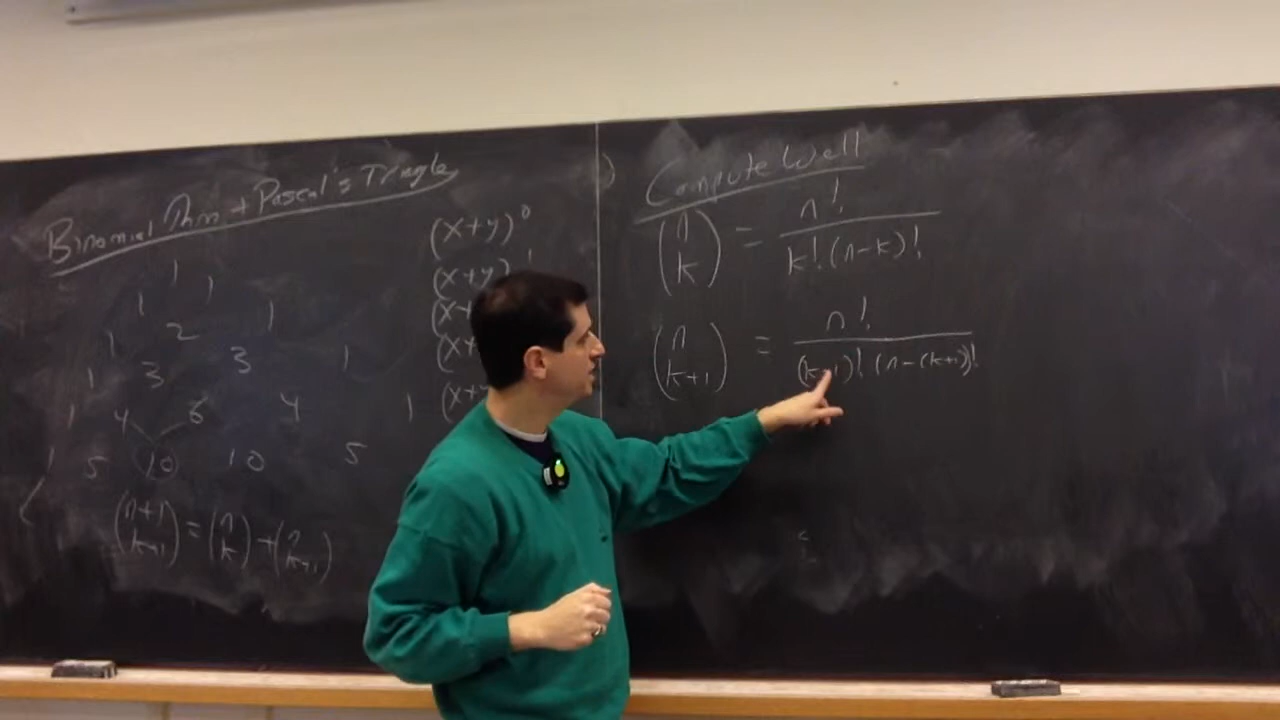 Binomial Thm + Pascal's Triangle
1
1 1
1 2 1
1 3 3 1
1 4 6 4 1
1 5 10 10 5
(n+1 k+1) = (n k) + (n k+1)
(x+y)^0
(x+y)^1
(x+
(x+
(x+y
Compute Well
(n k) = n! / k!(n-k)!
(n k+1) = n! / (k+1)!(n-(k+1))!